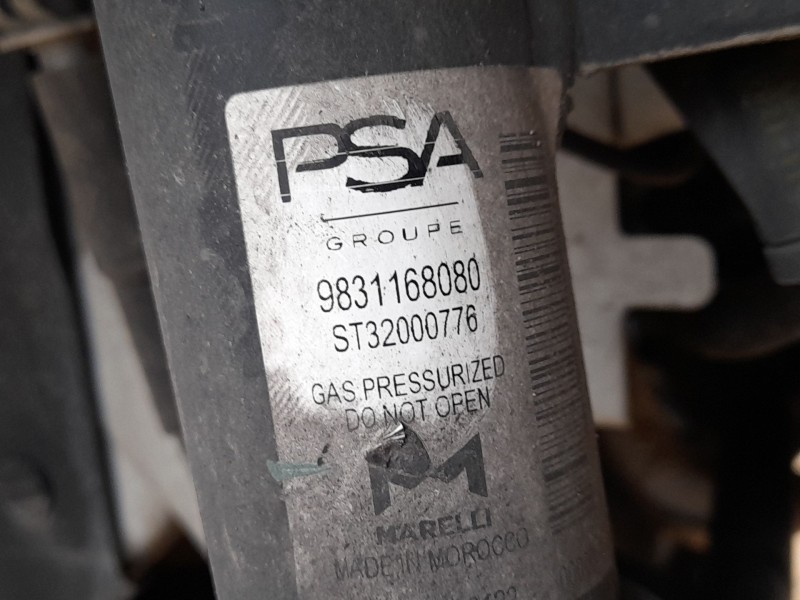 PSA
GROUPE
9831168080
ST32000776
GAS PRESSURIZED
DO NOT OPEN
MARELLI
MADE IN MOROCCO